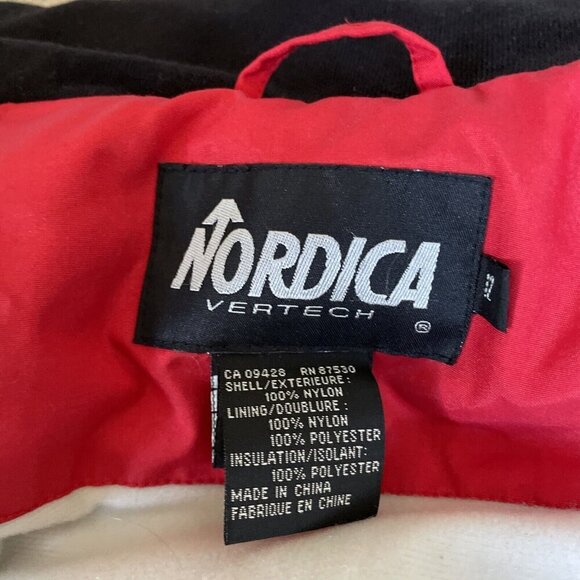 NORDICA
VERTECH
®
CA 09428 RN 87530
SHELL/EXTERIEURE:
100% NYLON
LINING/DOUBLURE:
100% NYLON
100% POLYESTER
INSULATION/ISOLANT:
100% POLYESTER
MADE IN CHINA
FABRIQUE EN CHINE